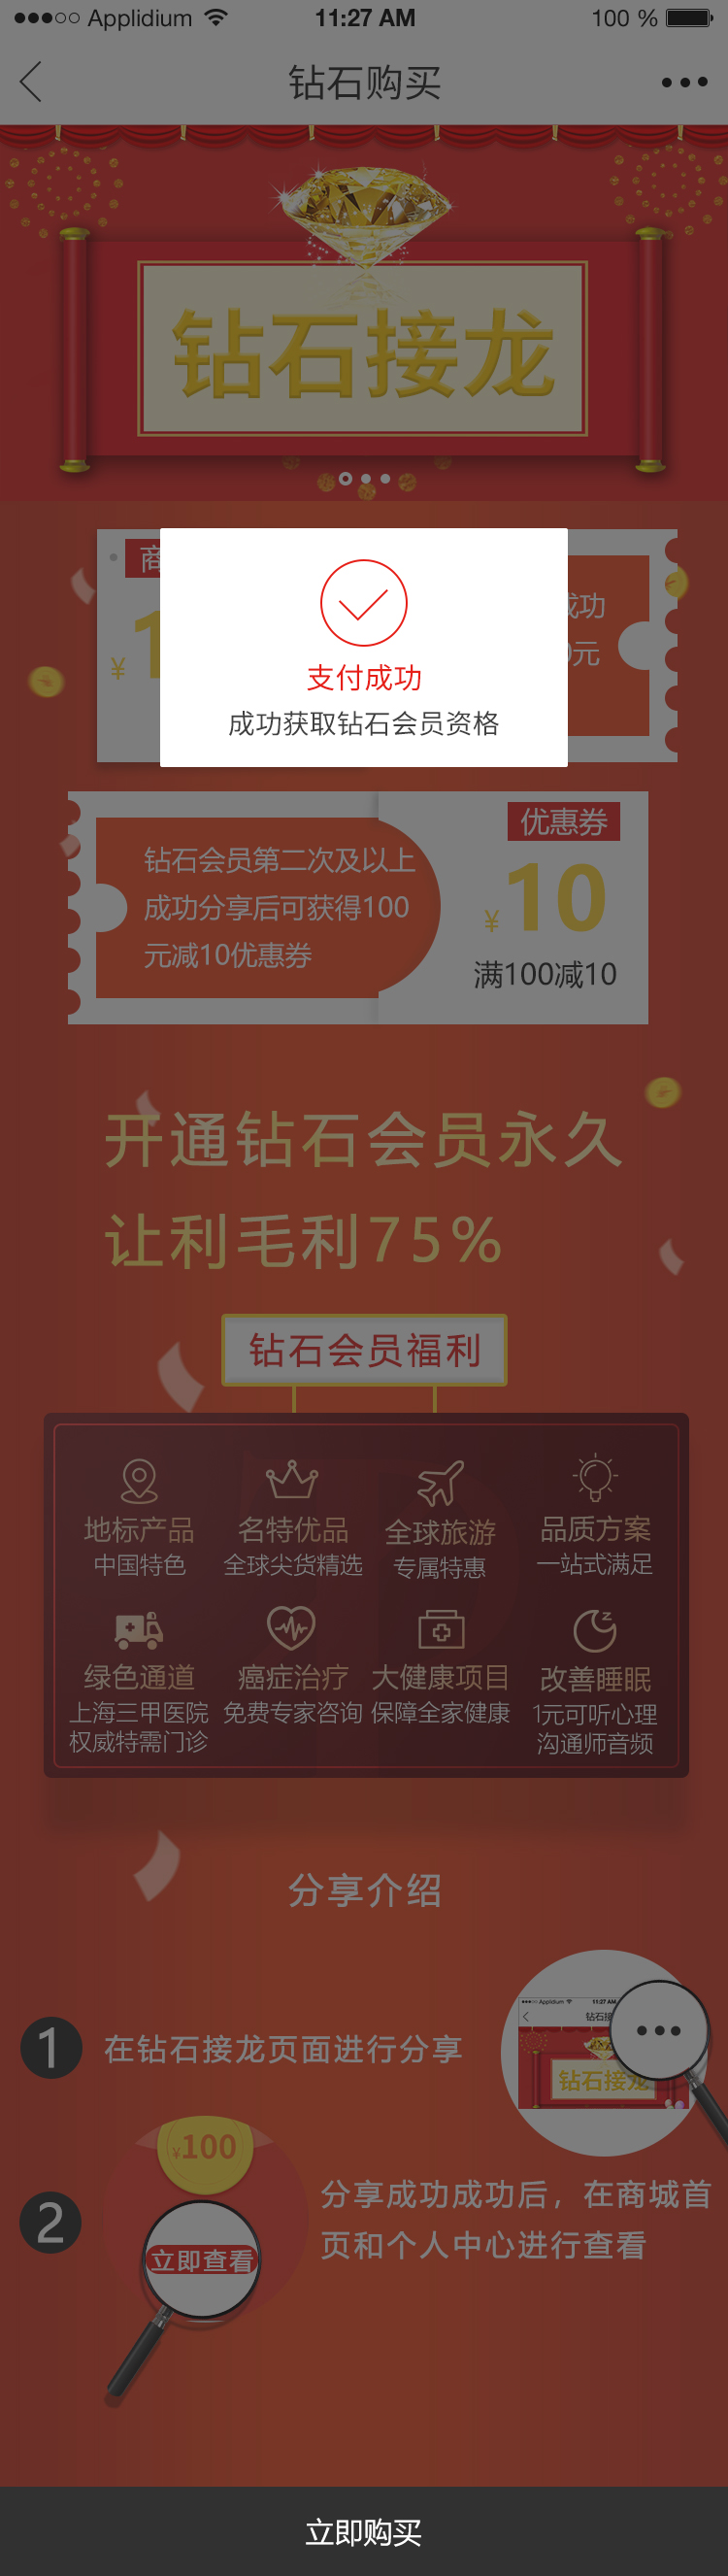 Applidium 11:27 AM 100 %
钻石购买
钻石接龙
支付成功
成功获取钻石会员资格
钻石会员第二次及以上
成功分享后可获得100
元减10优惠券
优惠券
¥10
满100减10
开通钻石会员永久
让利毛利75%
钻石会员福利
地标产品 名特优品 全球旅游 品质方案
中国特色 全球尖货精选 专属特惠 一站式满足
绿色通道 癌症治疗 大健康项目 改善睡眠
上海三甲医院 免费专家咨询 保障全家健康 1元可听心理
权威特需门诊 沟通师音频
分享介绍
1 在钻石接龙页面进行分享
Applidium 11:27 AM
钻石接龙
¥100
2 分享成功成功后，在商城首
页和个人中心进行查看
立即查看
立即购买